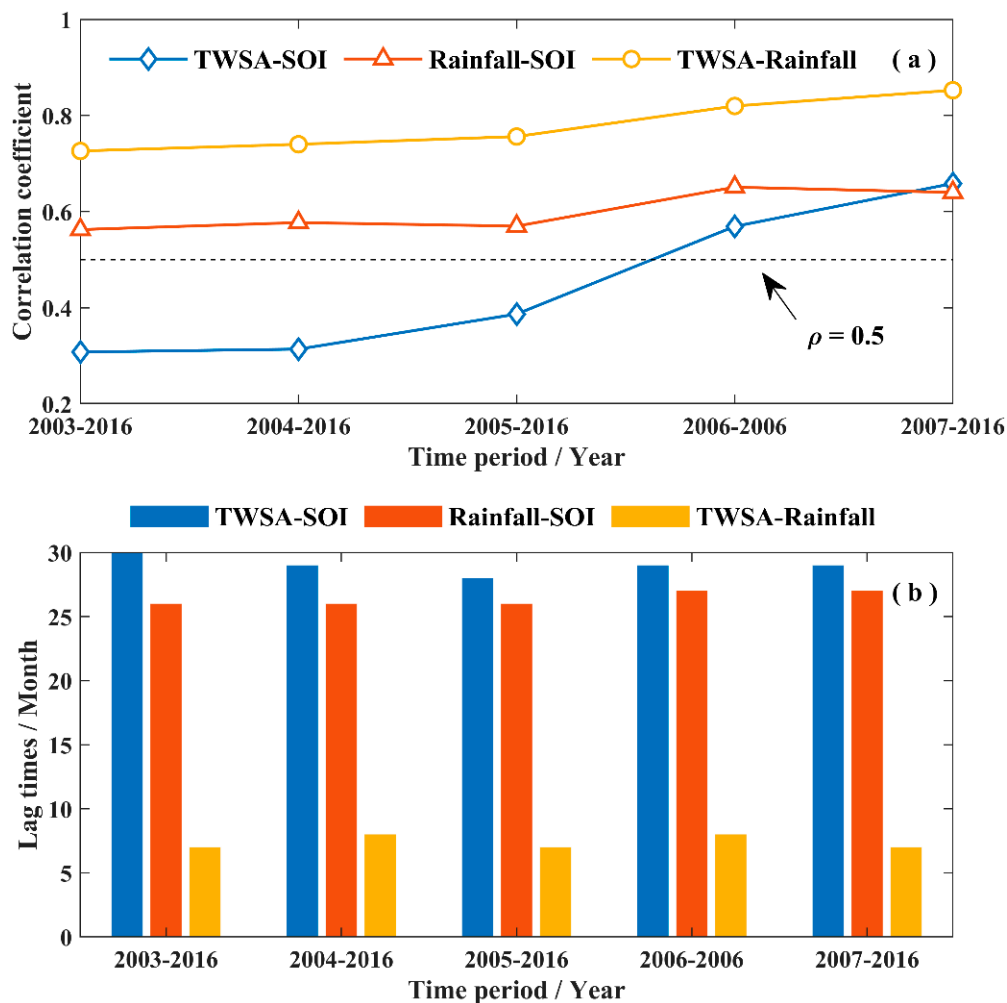 1
TWSA-SOI Rainfall-SOI TWSA-Rainfall ( a )
0.8
0.6
0.4
0.2
Correlation coefficient
ρ = 0.5
2003-2016 2004-2016 2005-2016 2006-2006 2007-2016
Time period / Year
TWSA-SOI Rainfall-SOI TWSA-Rainfall
30
( b )
25
20
15
10
5
0
Lag times / Month
2003-2016 2004-2016 2005-2016 2006-2006 2007-2016
Time period / Year